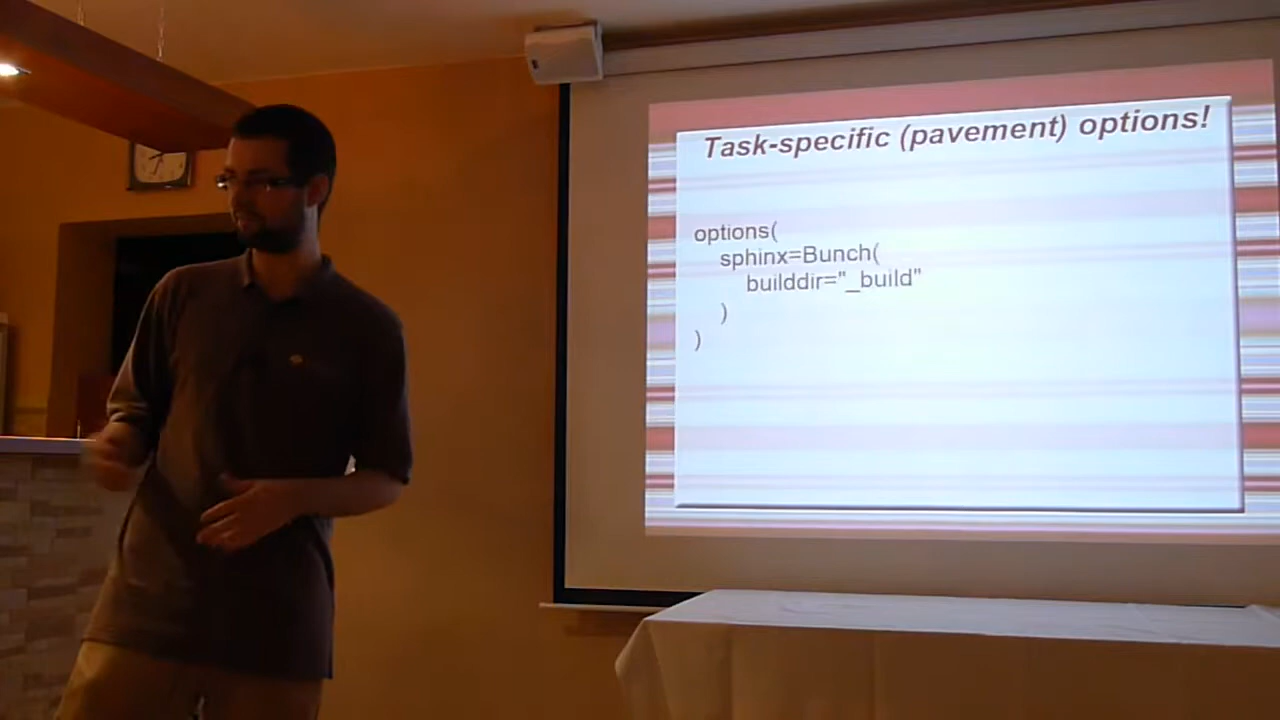 Task-specific (pavement) options!
options(
sphinx=Bunch(
builddir="_build"
)
)